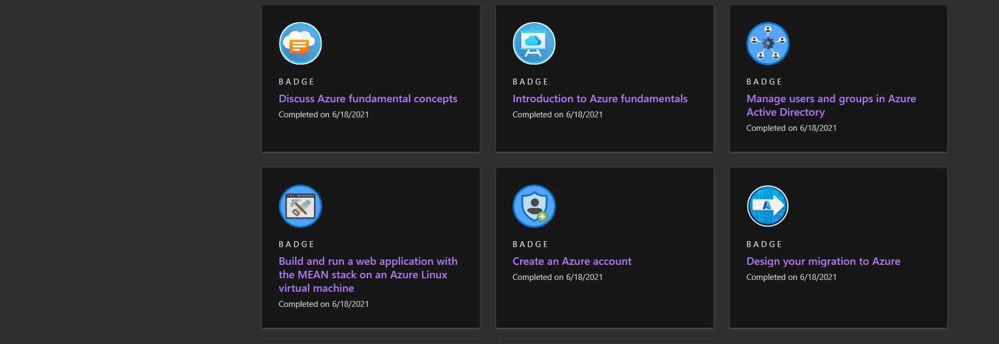 BADGE
Discuss Azure fundamental concepts
Completed on 6/18/2021
BADGE
Introduction to Azure fundamentals
Completed on 6/18/2021
BADGE
Manage users and groups in Azure
Active Directory
Completed on 6/18/2021
BADGE
Build and run a web application with
the MEAN stack on an Azure Linux
virtual machine
Completed on 6/18/2021
BADGE
Create an Azure account
Completed on 6/18/2021
BADGE
Design your migration to Azure
Completed on 6/18/2021